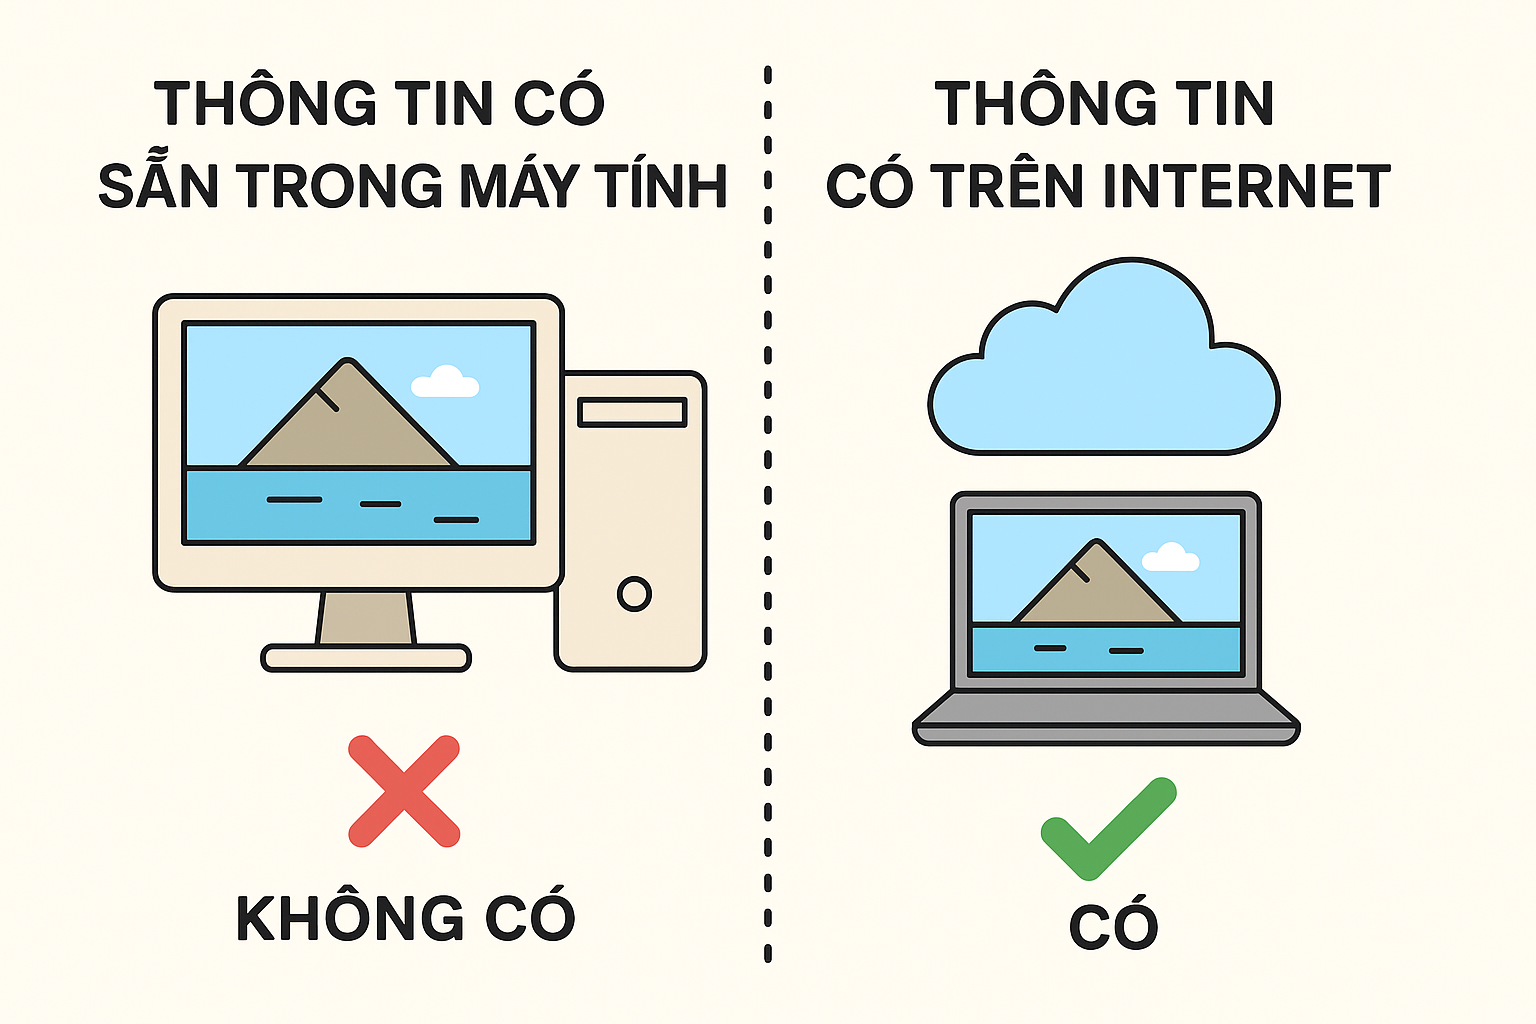 THÔNG TIN CÓ
SẴN TRONG MÁY TÍNH
KHÔNG CÓ
THÔNG TIN
CÓ TRÊN INTERNET
CÓ